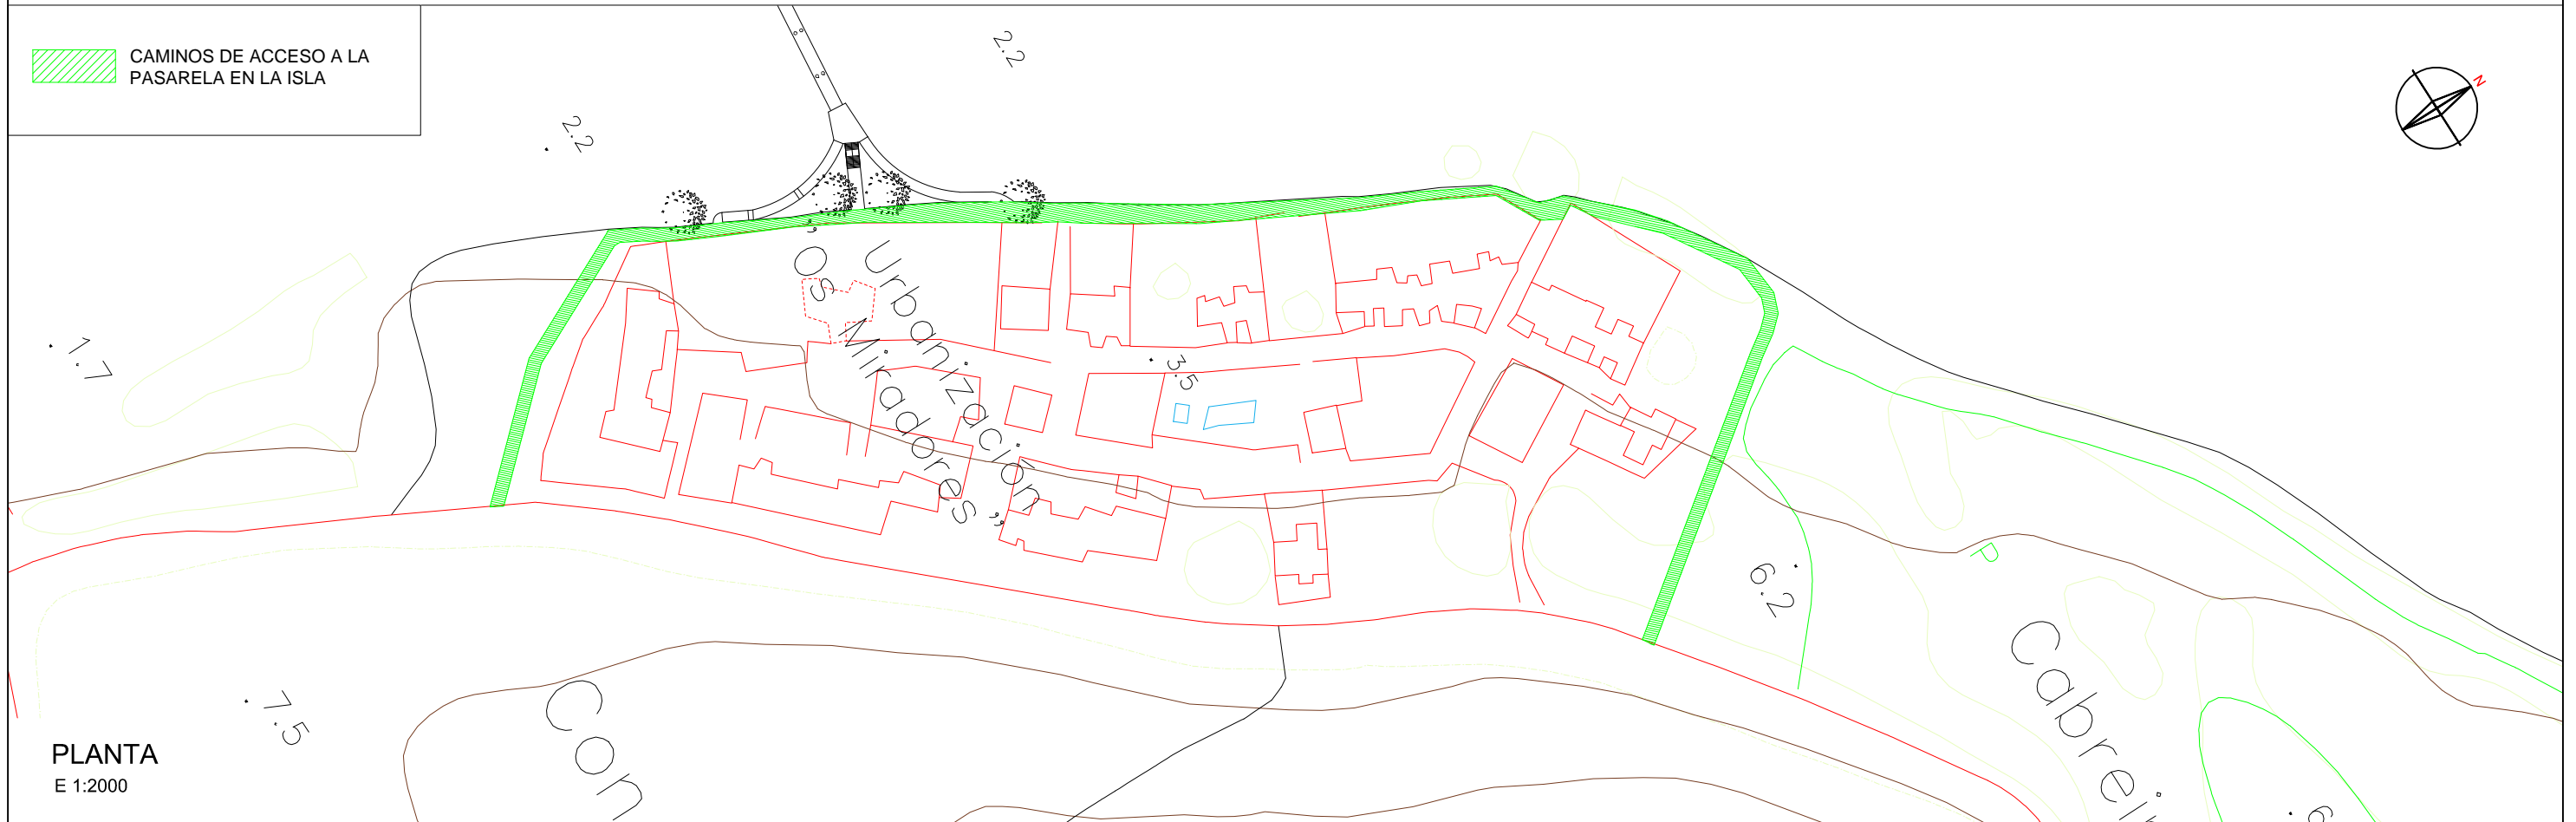 CAMINOS DE ACCESO A LA
PASARELA EN LA ISLA
2.2
2.2
N
1.7
Urbanización
"Os Miradores"
3.5
6.2
P
7.5
Con
Cabrei
6
PLANTA
E 1:2000